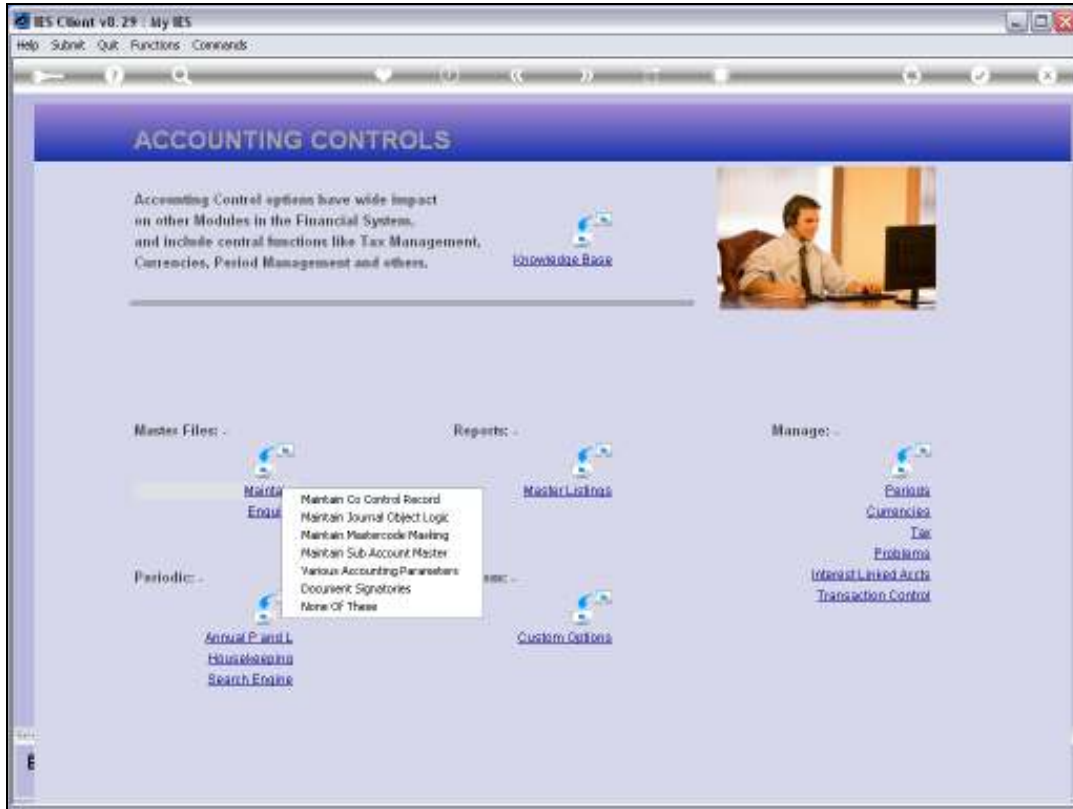 IES Client v8.29 : My IES
Help Submit Quit Functions Commands
ACCOUNTING CONTROLS
Accounting Control options have wide impact
on other Modules in the Financial System,
and include central functions like Tax Management,
Currencies, Period Management and others.
Knowledge Base
Master Files: -
Reports: -
Manage: -
Master Listings
Periods
Currencies
Tax
Problems
Interest Linked Accts
Transaction Control
Maintain Co Control Record
Maintain Journal Object Logic
Maintain Mastercode Masking
Maintain Sub Account Master
Various Accounting Parameters
Document Signatories
None Of These
Periodic: -
Annual P and L
Housekeeping
Search Engine
Custom Options